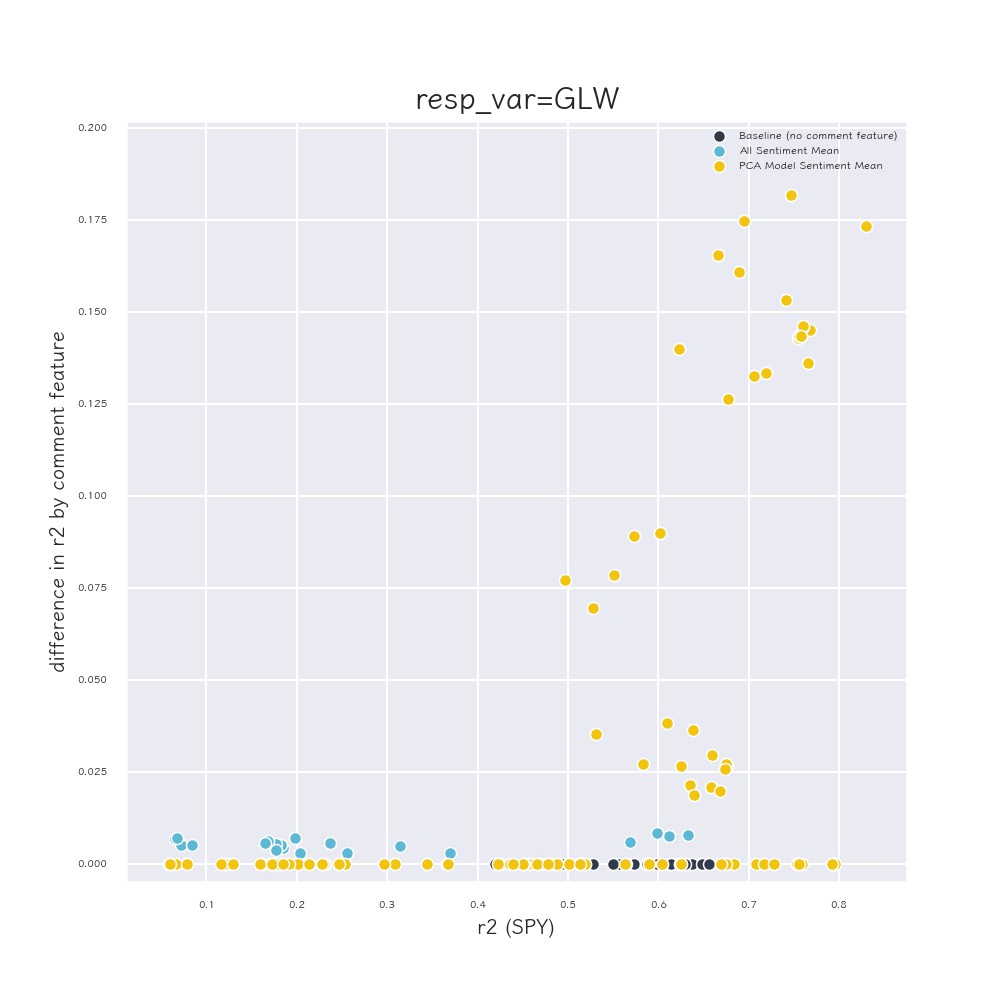 resp_var=GLW
0.200
0.175
0.150
0.125
0.100
0.075
0.050
0.025
0.000
difference in r2 by comment feature
Baseline (no comment feature)
All Sentiment Mean
PCA Model Sentiment Mean
0.1 0.2 0.3 0.4 0.5 0.6 0.7 0.8
r2 (SPY)